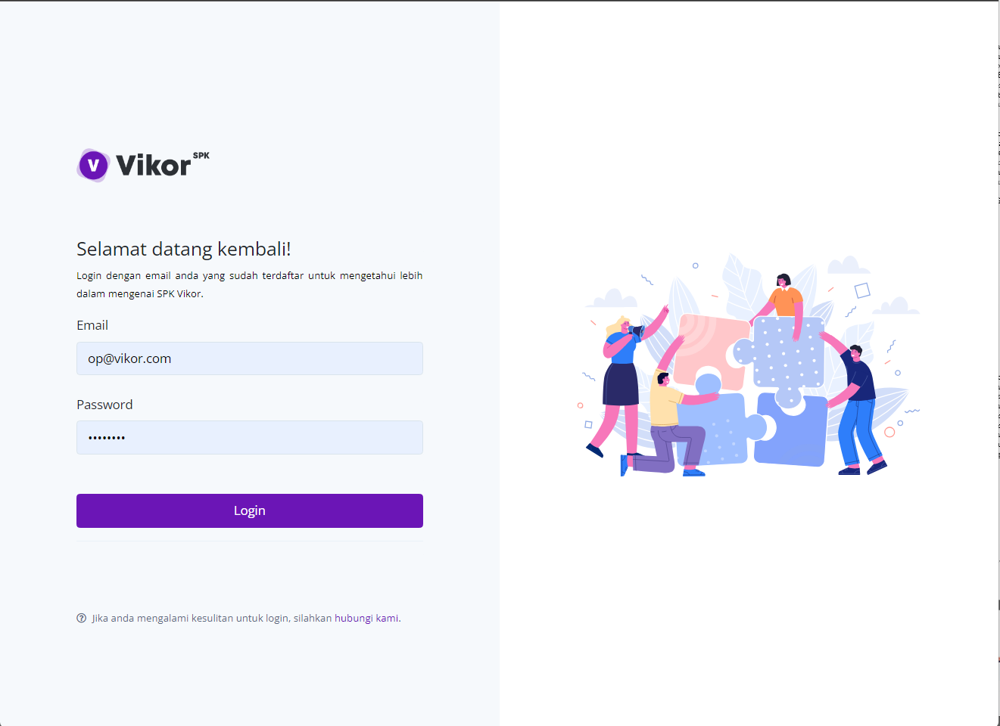 V Vikor SPK
Selamat datang kembali!
Login dengan email anda yang sudah terdaftar untuk mengetahui lebih
dalam mengenai SPK Vikor.
Email
op@vikor.com
Password
••••••••
Login
Jika anda mengalami kesulitan untuk login, silahkan hubungi kami.